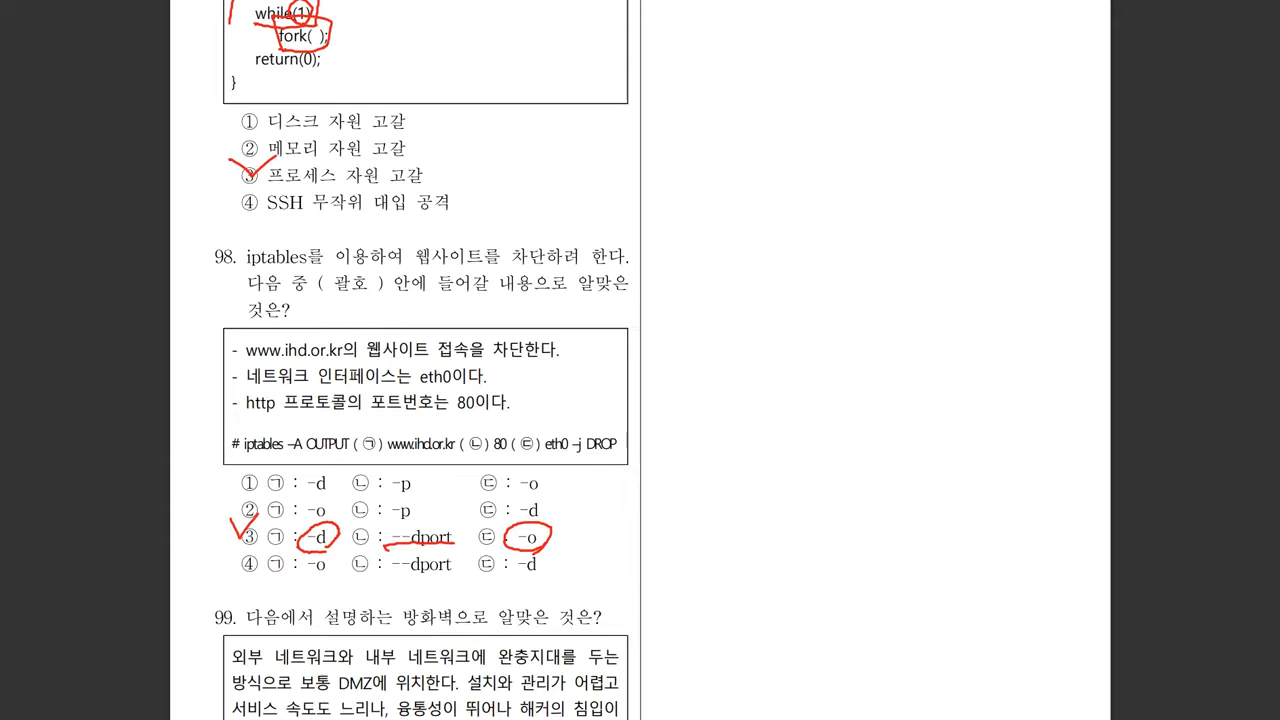 while(1)
fork( );
return(0);
}
① 디스크 자원 고갈
② 메모리 자원 고갈
③ 프로세스 자원 고갈
④ SSH 무작위 대입 공격
98. iptables를 이용하여 웹사이트를 차단하려 한다.
다음 중 ( 괄호 ) 안에 들어갈 내용으로 알맞은
것은?
- www.ihd.or.kr의 웹사이트 접속을 차단한다.
- 네트워크 인터페이스는 eth0이다.
- http 프로토콜의 포트번호는 80이다.
# iptables –A OUTPUT ( ㉠ ) www.ihd.or.kr ( ㉡ ) 80 ( ㉢ ) eth0 –j DROP
① ㉠ : -d ㉡ : -p ㉢ : -o
② ㉠ : -o ㉡ : -p ㉢ : -d
③ ㉠ : -d ㉡ : --dport ㉢ : -o
④ ㉠ : -o ㉡ : --dport ㉢ : -d
99. 다음에서 설명하는 방화벽으로 알맞은 것은?
외부 네트워크와 내부 네트워크에 완충지대를 두는
방식으로 보통 DMZ에 위치한다. 설치와 관리가 어렵고
서비스 속도도 느리나, 융통성이 뛰어나 해커의 침입이